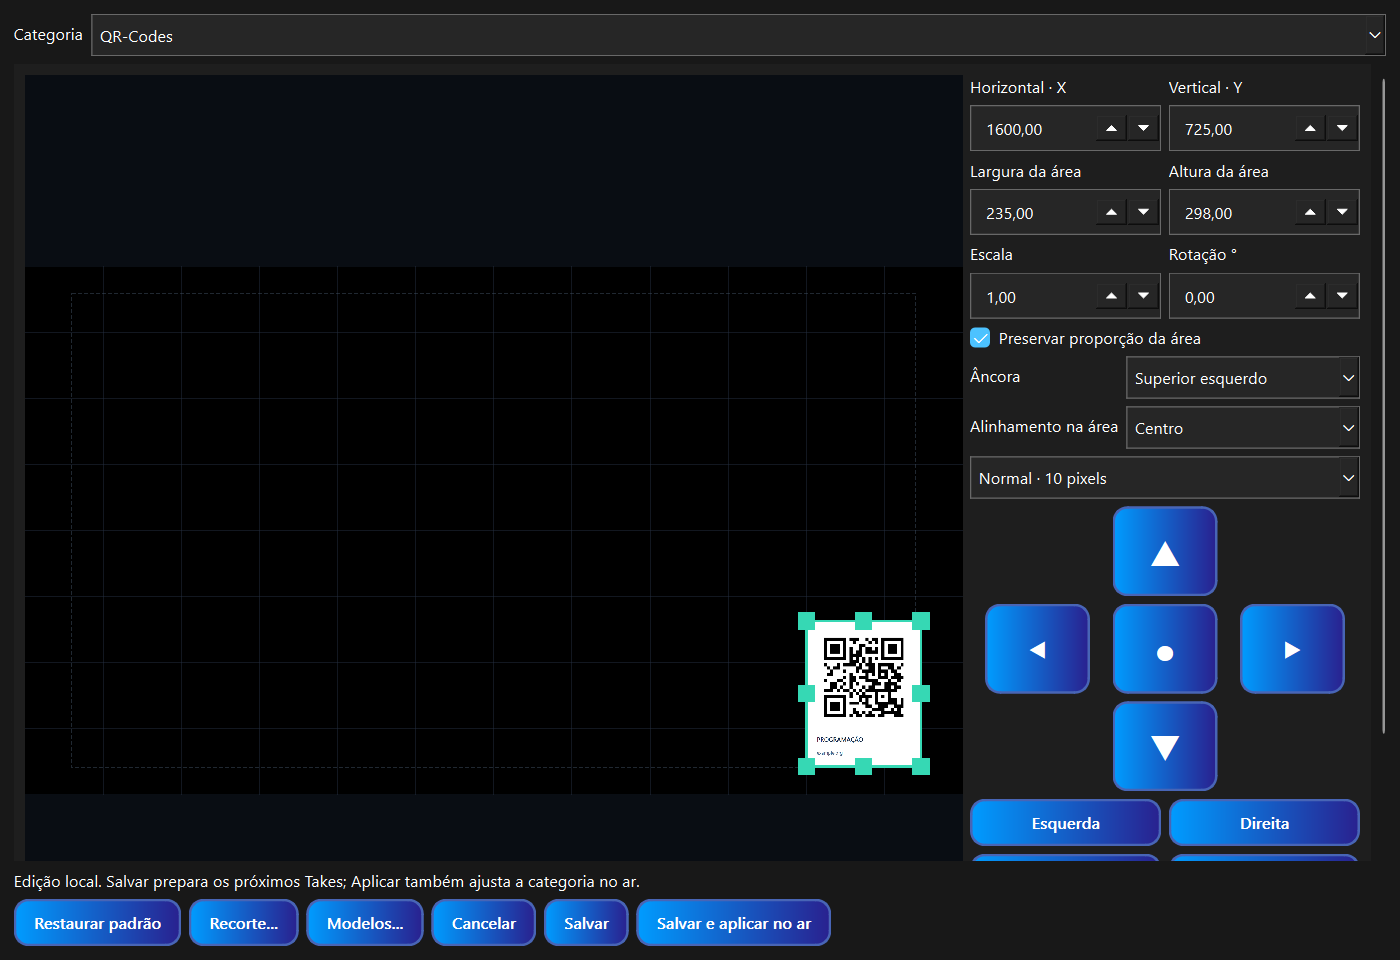 Categoria
QR-Codes
Horizontal · X
Vertical · Y
1600,00
725,00
Largura da área
Altura da área
235,00
298,00
Escala
Rotação °
1,00
0,00
Preservar proporção da área
Âncora
Superior esquerdo
Alinhamento na área
Centro
Normal · 10 pixels
PROGRAMAÇÃO
Esquerda
Direita
Edição local. Salvar prepara os próximos Takes; Aplicar também ajusta a categoria no ar.
Restaurar padrão
Recorte...
Modelos...
Cancelar
Salvar
Salvar e aplicar no ar